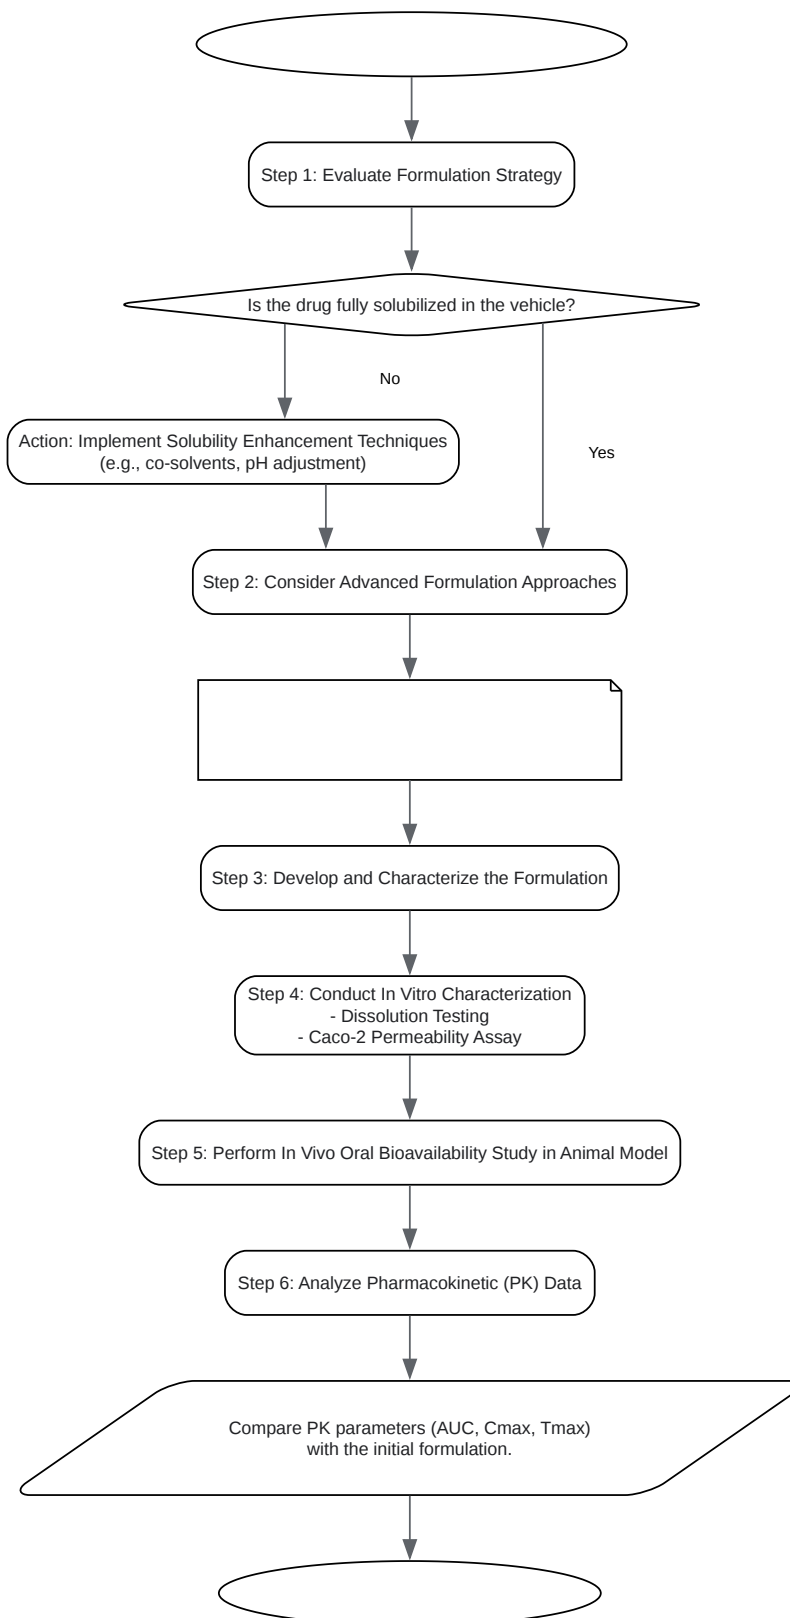 Step 1: Evaluate Formulation Strategy
Is the drug fully solubilized in the vehicle?
No
Action: Implement Solubility Enhancement Techniques
(e.g., co-solvents, pH adjustment)
Yes
Step 2: Consider Advanced Formulation Approaches
Step 3: Develop and Characterize the Formulation
Step 4: Conduct In Vitro Characterization
- Dissolution Testing
- Caco-2 Permeability Assay
Step 5: Perform In Vivo Oral Bioavailability Study in Animal Model
Step 6: Analyze Pharmacokinetic (PK) Data
Compare PK parameters (AUC, Cmax, Tmax)
with the initial formulation.